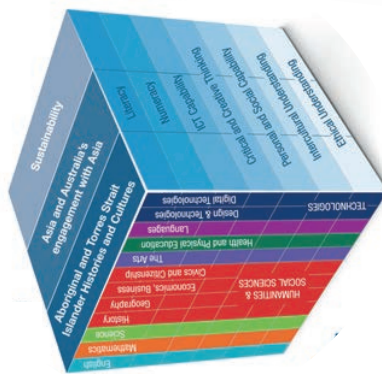 Sustainability
Asia and Australia's
engagement with Asia
Aboriginal and Torres Strait
Islander Histories and Cultures
Literacy
Numeracy
ICT Capability
Critical and Creative Thinking
Personal and Social Capability
Intercultural Understanding
Ethical Understanding
English
Mathematics
Science
History
Geography
Economics, Business
Civics and Citizenship
HUMANITIES &
SOCIAL SCIENCES
The Arts
Health and Physical Education
Languages
Design & Technologies
Digital Technologies
TECHNOLOGIES